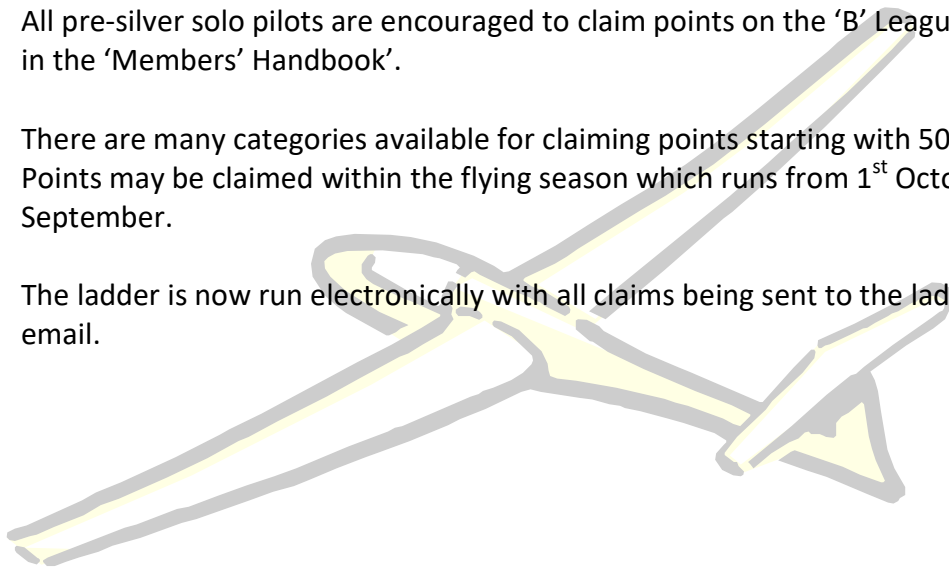 All pre-silver solo pilots are encouraged to claim points on the ‘B’ Leagu
in the ‘Members’ Handbook’.
There are many categories available for claiming points starting with 50
Points may be claimed within the flying season which runs from 1st Octo
September.
The ladder is now run electronically with all claims being sent to the lad
email.